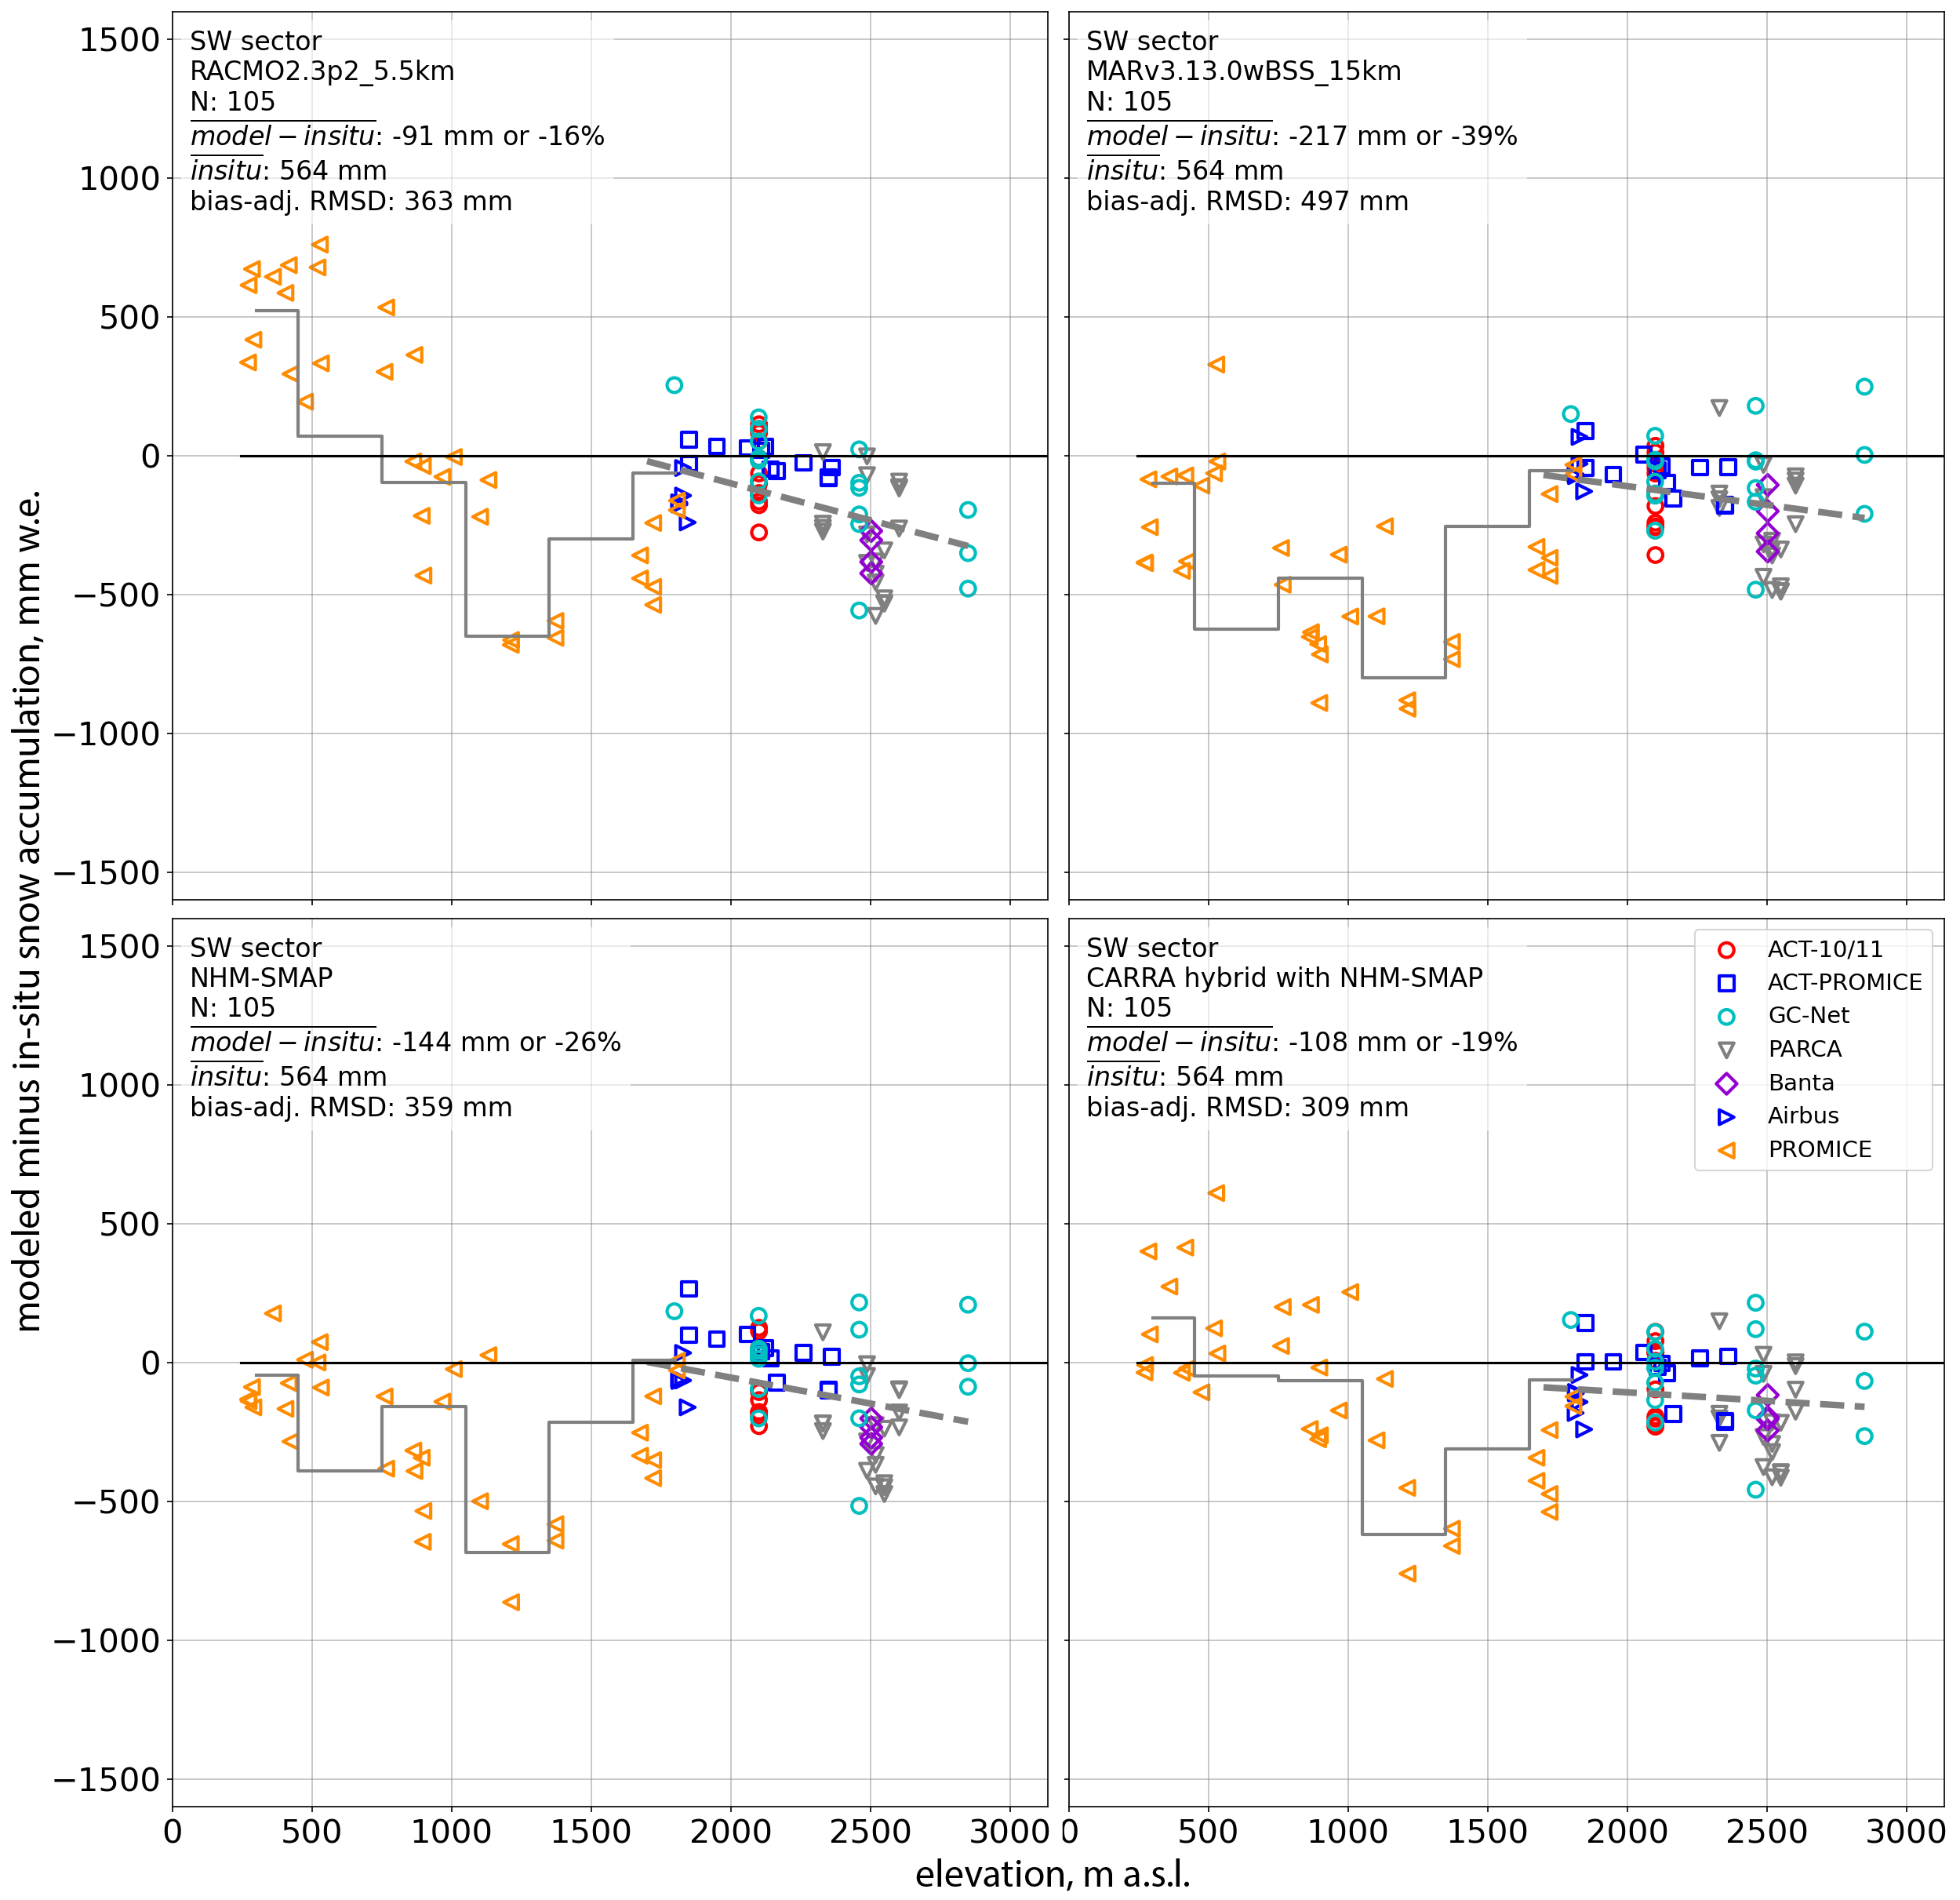 SW sector
RACMO2.3p2_5.5km
N: 105
model − insitu: -91 mm or -16%
insitu: 564 mm
bias-adj. RMSD: 363 mm
1500
1000
500
0
−500
−1000
−1500
SW sector
MARv3.13.0wBSS_15km
N: 105
model − insitu: -217 mm or -39%
insitu: 564 mm
bias-adj. RMSD: 497 mm
modeled minus in-situ snow accumulation, mm w.e.
SW sector
NHM-SMAP
N: 105
model − insitu: -144 mm or -26%
insitu: 564 mm
bias-adj. RMSD: 359 mm
1500
1000
500
0
−500
−1000
−1500
0 500 1000 1500 2000 2500 3000
SW sector
CARRA hybrid with NHM-SMAP
N: 105
model − insitu: -108 mm or -19%
insitu: 564 mm
bias-adj. RMSD: 309 mm
ACT-10/11
ACT-PROMICE
GC-Net
PARCA
Banta
Airbus
PROMICE
0 500 1000 1500 2000 2500 3000
elevation, m a.s.l.